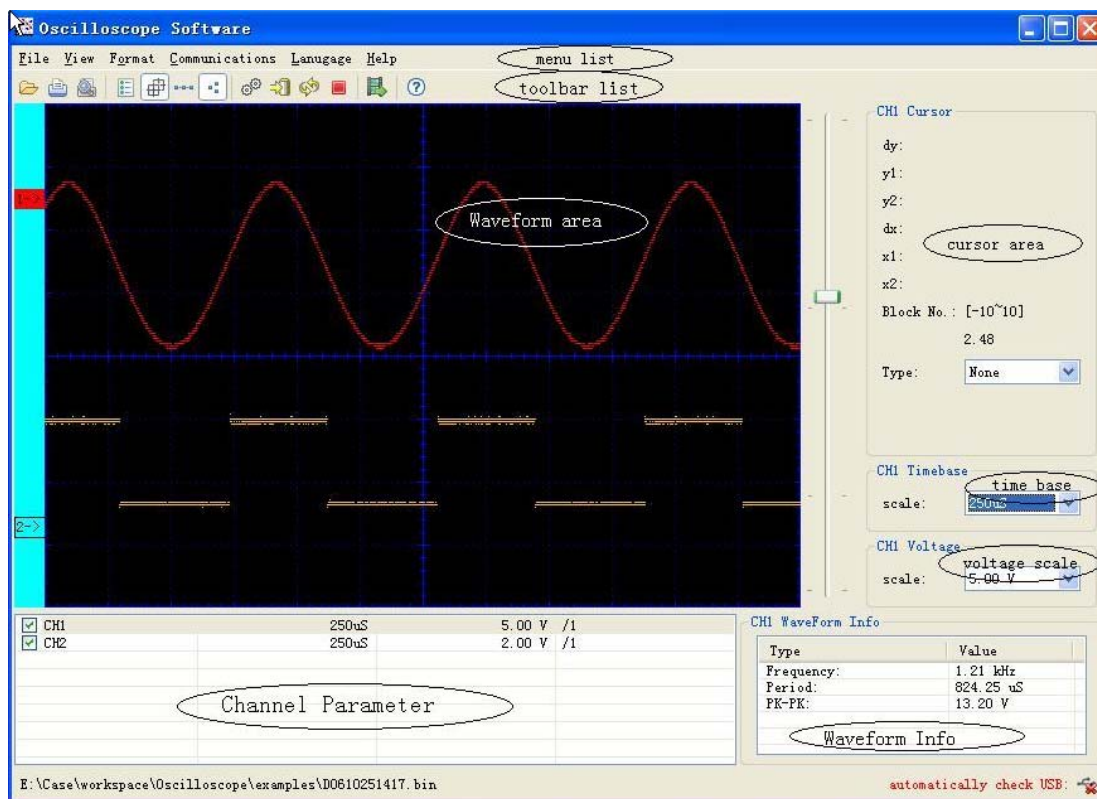 Oscilloscope Software
File View Format Communications Lanugage Help
menu list
toolbar list
CH1 Cursor
dy:
y1:
y2:
dx:
x1:
x2:
cursor area
Block No.: [-10~10]
2.48
Type: None
1->
Waveform area
2->
CH1 Timebase
time base
scale: 250uS
CH1 Voltage
voltage scale
scale: 5.00 V
CH1 250uS 5.00 V /1
CH2 250uS 2.00 V /1
Channel Parameter
CH1 WaveForm Info
Type Value
Frequency: 1.21 kHz
Period: 824.25 uS
PK-PK: 13.20 V
Waveform Info
E:\Case\workspace\Oscilloscope\examples\D0610251417.bin
automatically check USB: